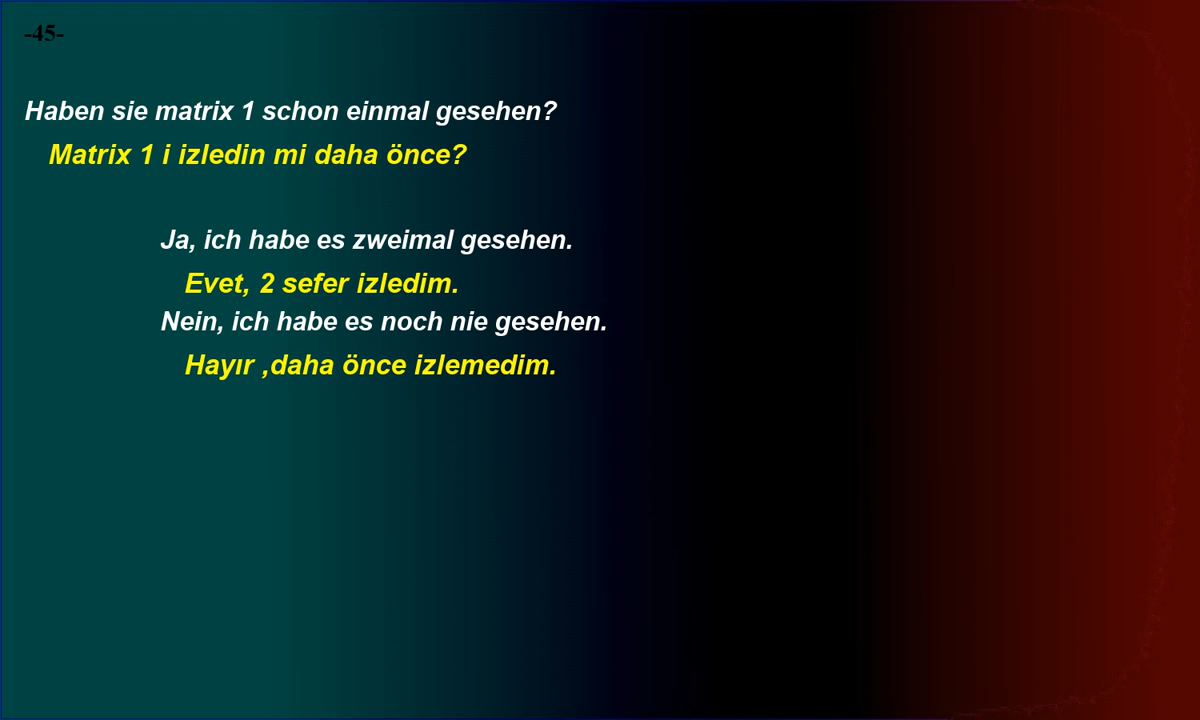 -45-
Haben sie matrix 1 schon einmal gesehen?
Matrix 1 i izledin mi daha önce?
Ja, ich habe es zweimal gesehen.
Evet, 2 sefer izledim.
Nein, ich habe es noch nie gesehen.
Hayır ,daha önce izlemedim.